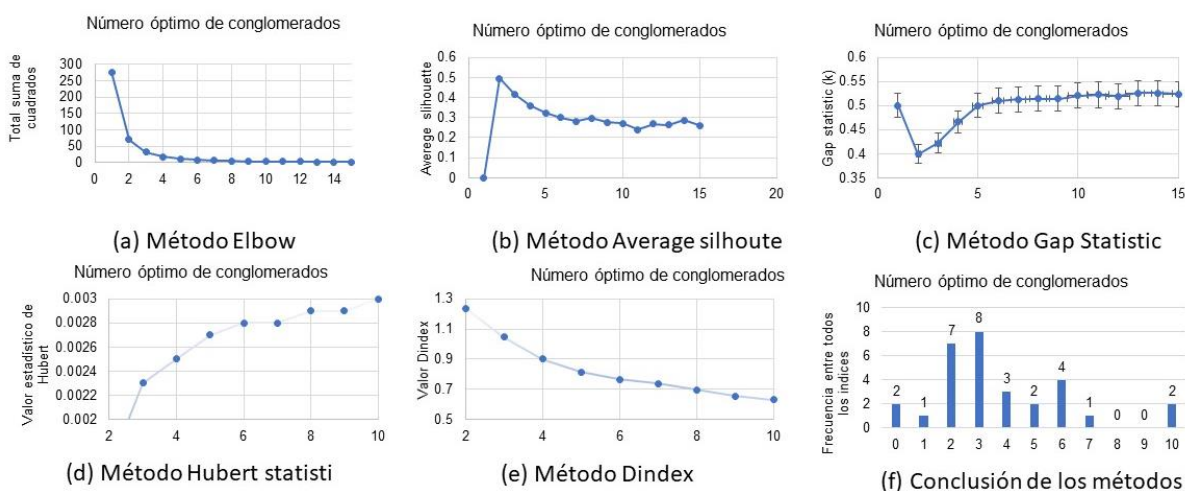 Número óptimo de conglomerados
Total suma de
cuadrados
300
250
200
150
100
50
0
0 2 4 6 8 10 12 14
(a) Método Elbow
Número óptimo de conglomerados
Averege silhouette
0.6
0.5
0.4
0.3
0.2
0.1
0
0 5 10 15 20
(b) Método Average silhoute
Número óptimo de conglomerados
Gap statistic (k)
0.55
0.5
0.45
0.4
0.35
0 5 10 15
(c) Método Gap Statistic
Número óptimo de conglomerados
Valor estadístico de
Hubert
0.003
0.0028
0.0026
0.0024
0.0022
0.002
2 4 6 8 10
(d) Método Hubert statisti
Número óptimo de conglomerados
Valor Dindex
1.3
1.1
0.9
0.7
0.5
2 4 6 8 10
(e) Método Dindex
Número óptimo de conglomerados
Frecuencia entre todos
los indices
10
8
6
4
2
0
2 1 7 8 3 2 4 1 0 0 2
0 1 2 3 4 5 6 7 8 9 10
(f) Conclusión de los métodos